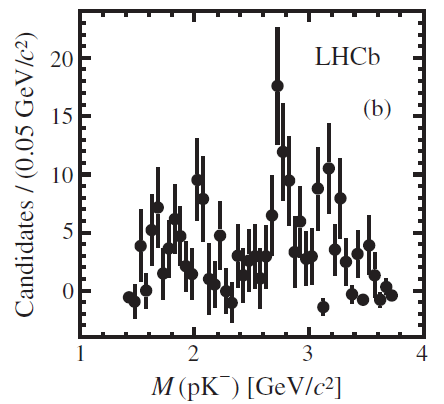 Candidates / (0.05 GeV/c²)
20
15
10
5
0
LHCb
(b)
1
2
3
4
M (pK⁻) [GeV/c²]